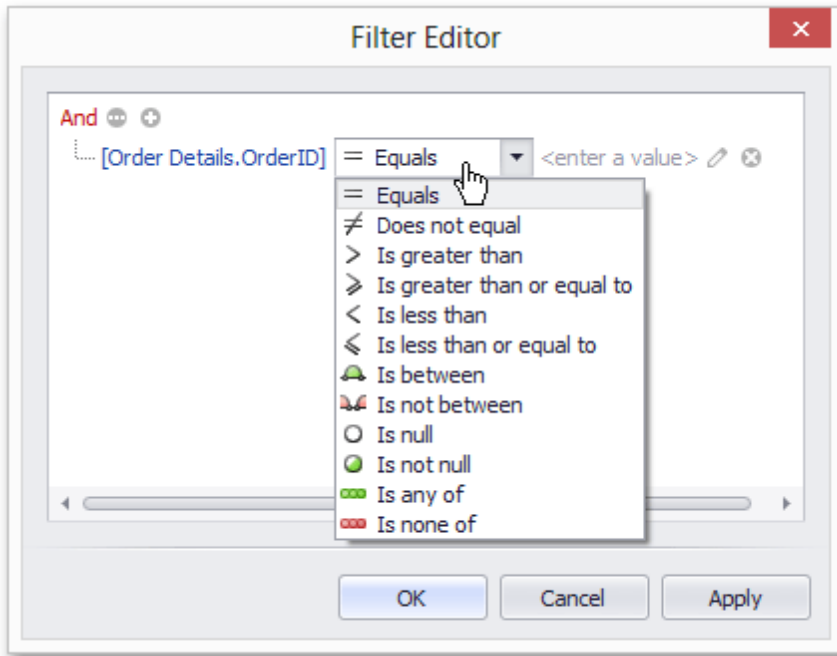 Filter Editor
And
[Order Details.OrderID] = Equals <enter a value>
= Equals
≠ Does not equal
> Is greater than
⩾ Is greater than or equal to
< Is less than
⩽ Is less than or equal to
Is between
Is not between
Is null
Is not null
Is any of
Is none of
OK Cancel Apply